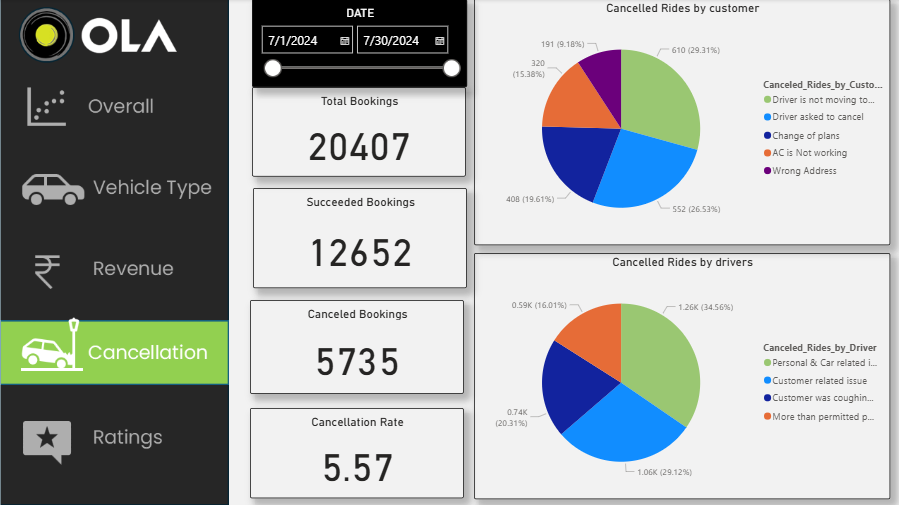 OLA
Overall
Vehicle Type
Revenue
Cancellation
Ratings
DATE
7/1/2024 7/30/2024
Total Bookings
20407
Succeeded Bookings
12652
Canceled Bookings
5735
Cancellation Rate
5.57
Cancelled Rides by customer
191 (9.18%)
610 (29.31%)
320
(15.38%)
408 (19.61%)
552 (26.53%)
Canceled_Rides_by_Custo...
Driver is not moving to...
Driver asked to cancel
Change of plans
AC is Not working
Wrong Address
Cancelled Rides by drivers
0.59K (16.01%)
1.26K (34.56%)
0.74K
(20.31%)
1.06K (29.12%)
Canceled_Rides_by_Driver
Personal & Car related i...
Customer related issue
Customer was coughin...
More than permitted p...